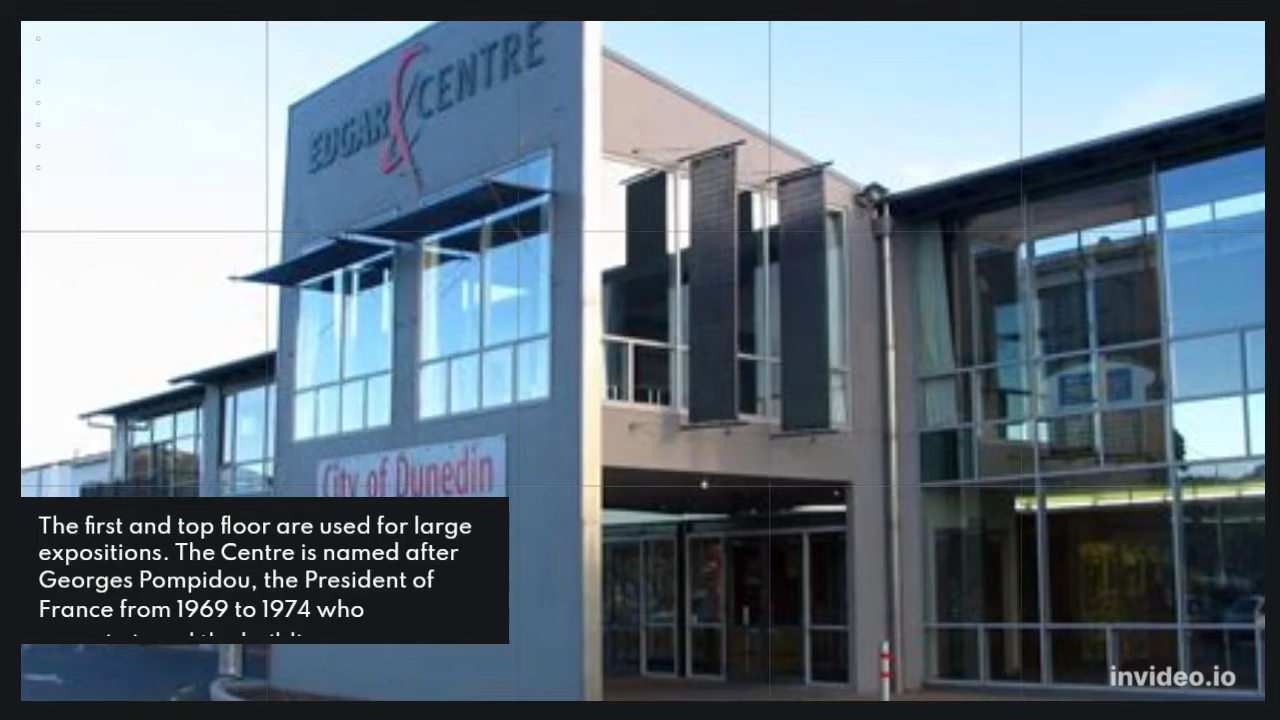 EDGAR CENTRE
City of Dunedin
The first and top floor are used for large
expositions. The Centre is named after
Georges Pompidou, the President of
France from 1969 to 1974 who
invideo.io